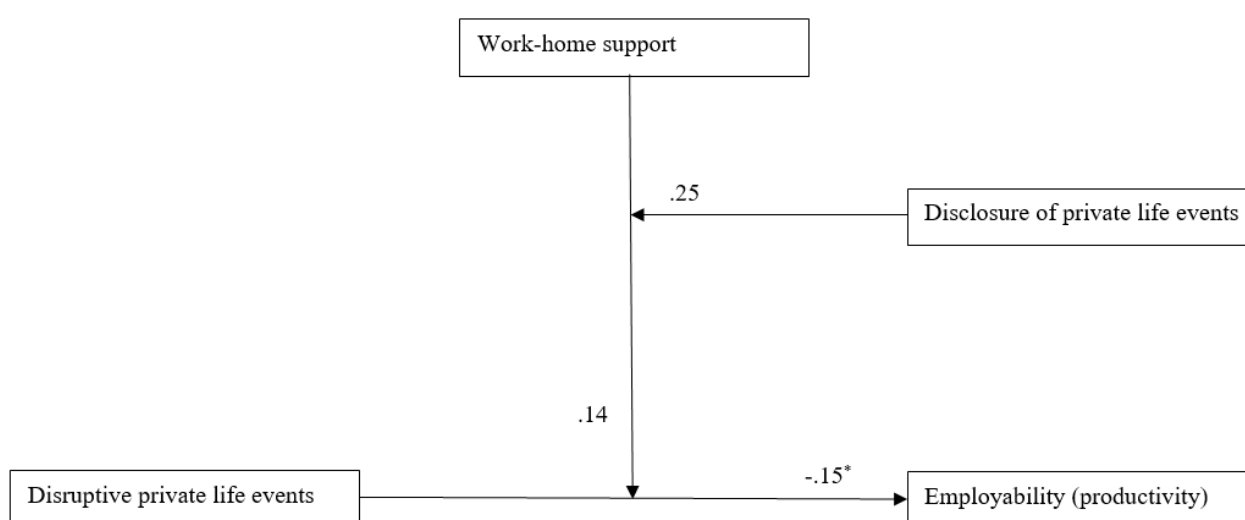 Work-home support
.25
Disclosure of private life events
.14
-.15*
Disruptive private life events
Employability (productivity)